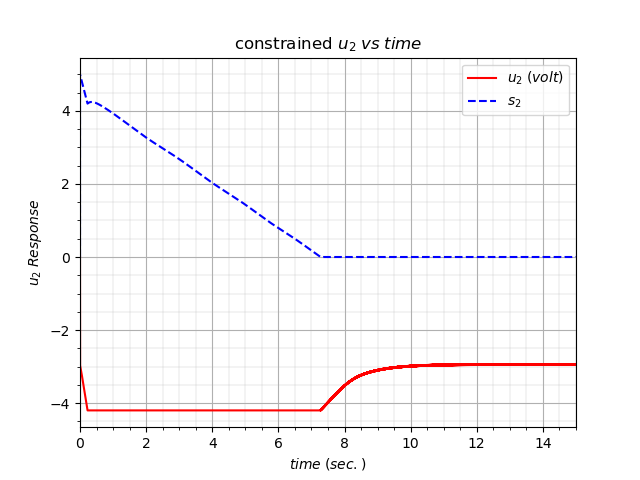 constrained u₂ vs time
u₂ (volt)
s₂
u₂ Response
4
2
0
−2
−4
0 2 4 6 8 10 12 14
time (sec.)